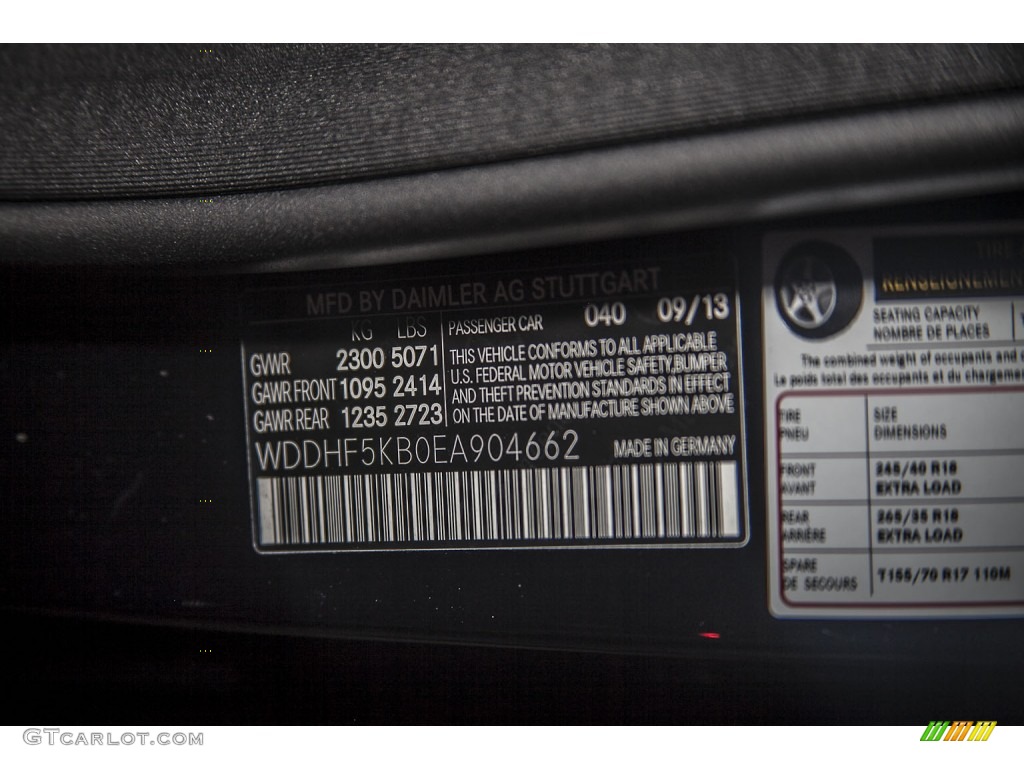 MFD BY DAIMLER AG STUTTGART
KG LBS PASSENGER CAR 040 09/13
GVWR 2300 5071
GAWR FRONT 1095 2414
GAWR REAR 1235 2723
THIS VEHICLE CONFORMS TO ALL APPLICABLE
U.S. FEDERAL MOTOR VEHICLE SAFETY,BUMPER
AND THEFT PREVENTION STANDARDS IN EFFECT
ON THE DATE OF MANUFACTURE SHOWN ABOVE
WDDHF5KB0EA904662 MADE IN GERMANY
TIRE
RENSEIGNEMEN
SEATING CAPACITY
NOMBRE DE PLACES
The combined weight of occupants and
Le poids total des occupants et du chargemen
TIRE SIZE
PNEU DIMENSIONS
FRONT 245/40 R18
AVANT EXTRA LOAD
REAR 265/35 R18
ARRIÈRE EXTRA LOAD
SPARE
DE SECOURS T155/70 R17 110M
GTCARLOT.COM